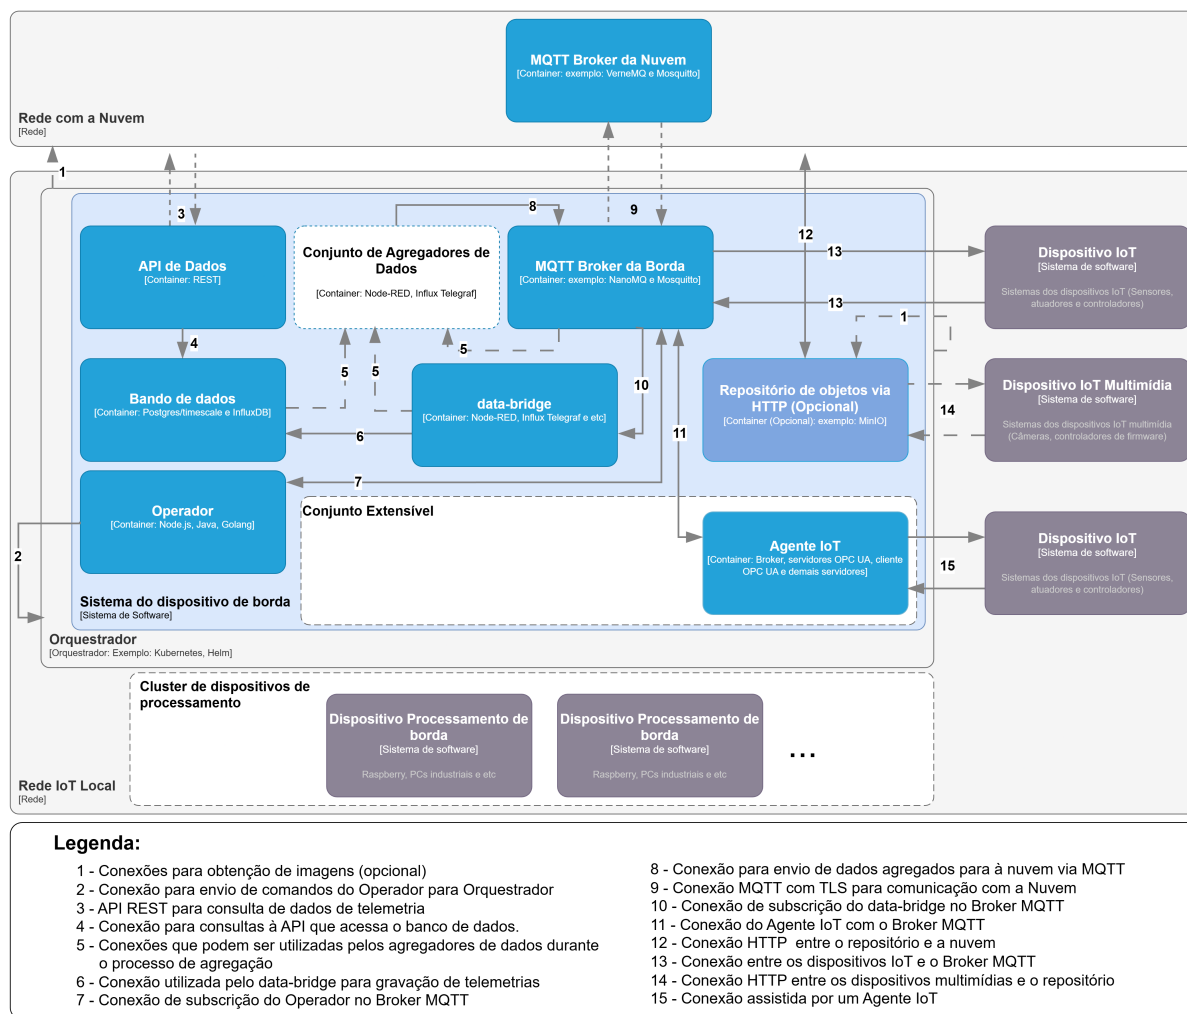 MQTT Broker da Nuvem
[Container: exemplo: VerneMQ e Mosquitto]
Rede com a Nuvem
[Rede]
1
3
8
9
12
API de Dados
[Container: REST]
Conjunto de Agregadores de
Dados
[Container: Node-RED, Influx Telegraf]
MQTT Broker da Borda
[Container: exemplo: NanoMQ e Mosquitto]
13
13
Dispositivo IoT
[Sistema de software]
Sistemas dos dispositivos IoT (Sensores,
atuadores e controladores)
4
5
5
5
1
10
11
Bando de dados
[Container: Postgres/timescale e InfluxDB]
6
data-bridge
[Container: Node-RED, Influx Telegraf e etc]
Repositório de objetos via
HTTP (Opcional)
[Container (Opcional): exemplo: MinIO]
14
Dispositivo IoT Multimídia
[Sistema de software]
Sistemas dos dispositivos IoT multimídia
(Câmeras, controladores de firmware)
7
2
Operador
[Container: Node.js, Java, Golang]
Conjunto Extensível
Agente IoT
[Container: Broker, servidores OPC UA, cliente
OPC UA e demais servidores]
15
Dispositivo IoT
[Sistema de software]
Sistemas dos dispositivos IoT (Sensores,
atuadores e controladores)
Sistema do dispositivo de borda
[Sistema de Software]
Orquestrador
[Orquestrador: Exemplo: Kubernetes, Helm]
Cluster de dispositivos de
processamento
Dispositivo Processamento de
borda
[Sistema de software]
Raspberry, PCs industriais e etc
Dispositivo Processamento de
borda
[Sistema de software]
Raspberry, PCs industriais e etc
...
Rede IoT Local
[Rede]
Legenda:
1 - Conexões para obtenção de imagens (opcional)
2 - Conexão para envio de comandos do Operador para Orquestrador
3 - API REST para consulta de dados de telemetria
4 - Conexão para consultas à API que acessa o banco de dados.
5 - Conexões que podem ser utilizadas pelos agregadores de dados durante
o processo de agregação
6 - Conexão utilizada pelo data-bridge para gravação de telemetrias
7 - Conexão de subscrição do Operador no Broker MQTT
8 - Conexão para envio de dados agregados para à nuvem via MQTT
9 - Conexão MQTT com TLS para comunicação com a Nuvem
10 - Conexão de subscrição do data-bridge no Broker MQTT
11 - Conexão do Agente IoT com o Broker MQTT
12 - Conexão HTTP entre o repositório e a nuvem
13 - Conexão entre os dispositivos IoT e o Broker MQTT
14 - Conexão HTTP entre os dispositivos multimídias e o repositório
15 - Conexão assistida por um Agente IoT